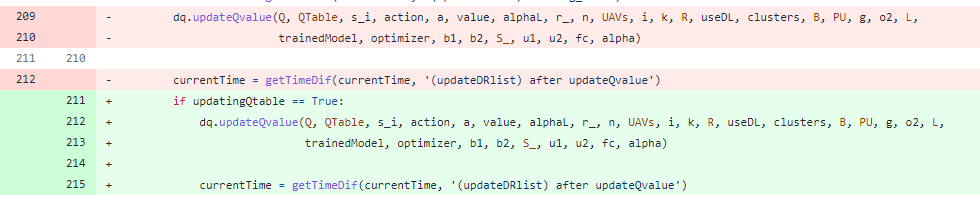 209 - dq.updateQvalue(Q, QTable, s_i, action, a, value, alphaL, r_, n, UAVs, i, k, R, useDL, clusters, B, PU, g, o2, L,
210 - trainedModel, optimizer, b1, b2, S_, u1, u2, fc, alpha)
211 210
212 - currentTime = getTimeDif(currentTime, '(updateDRlist) after updateQvalue')
211 + if updatingQtable == True:
212 + dq.updateQvalue(Q, QTable, s_i, action, a, value, alphaL, r_, n, UAVs, i, k, R, useDL, clusters, B, PU, g, o2, L,
213 + trainedModel, optimizer, b1, b2, S_, u1, u2, fc, alpha)
214 +
215 + currentTime = getTimeDif(currentTime, '(updateDRlist) after updateQvalue')